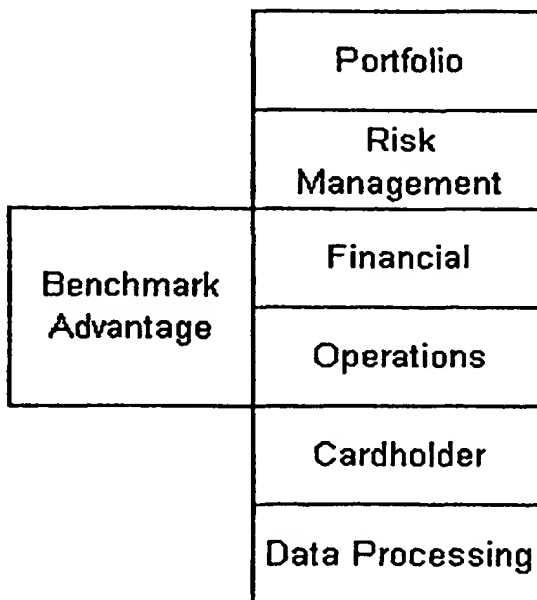 Portfolio
Risk
Management
Benchmark
Advantage
Financial
Operations
Cardholder
Data Processing